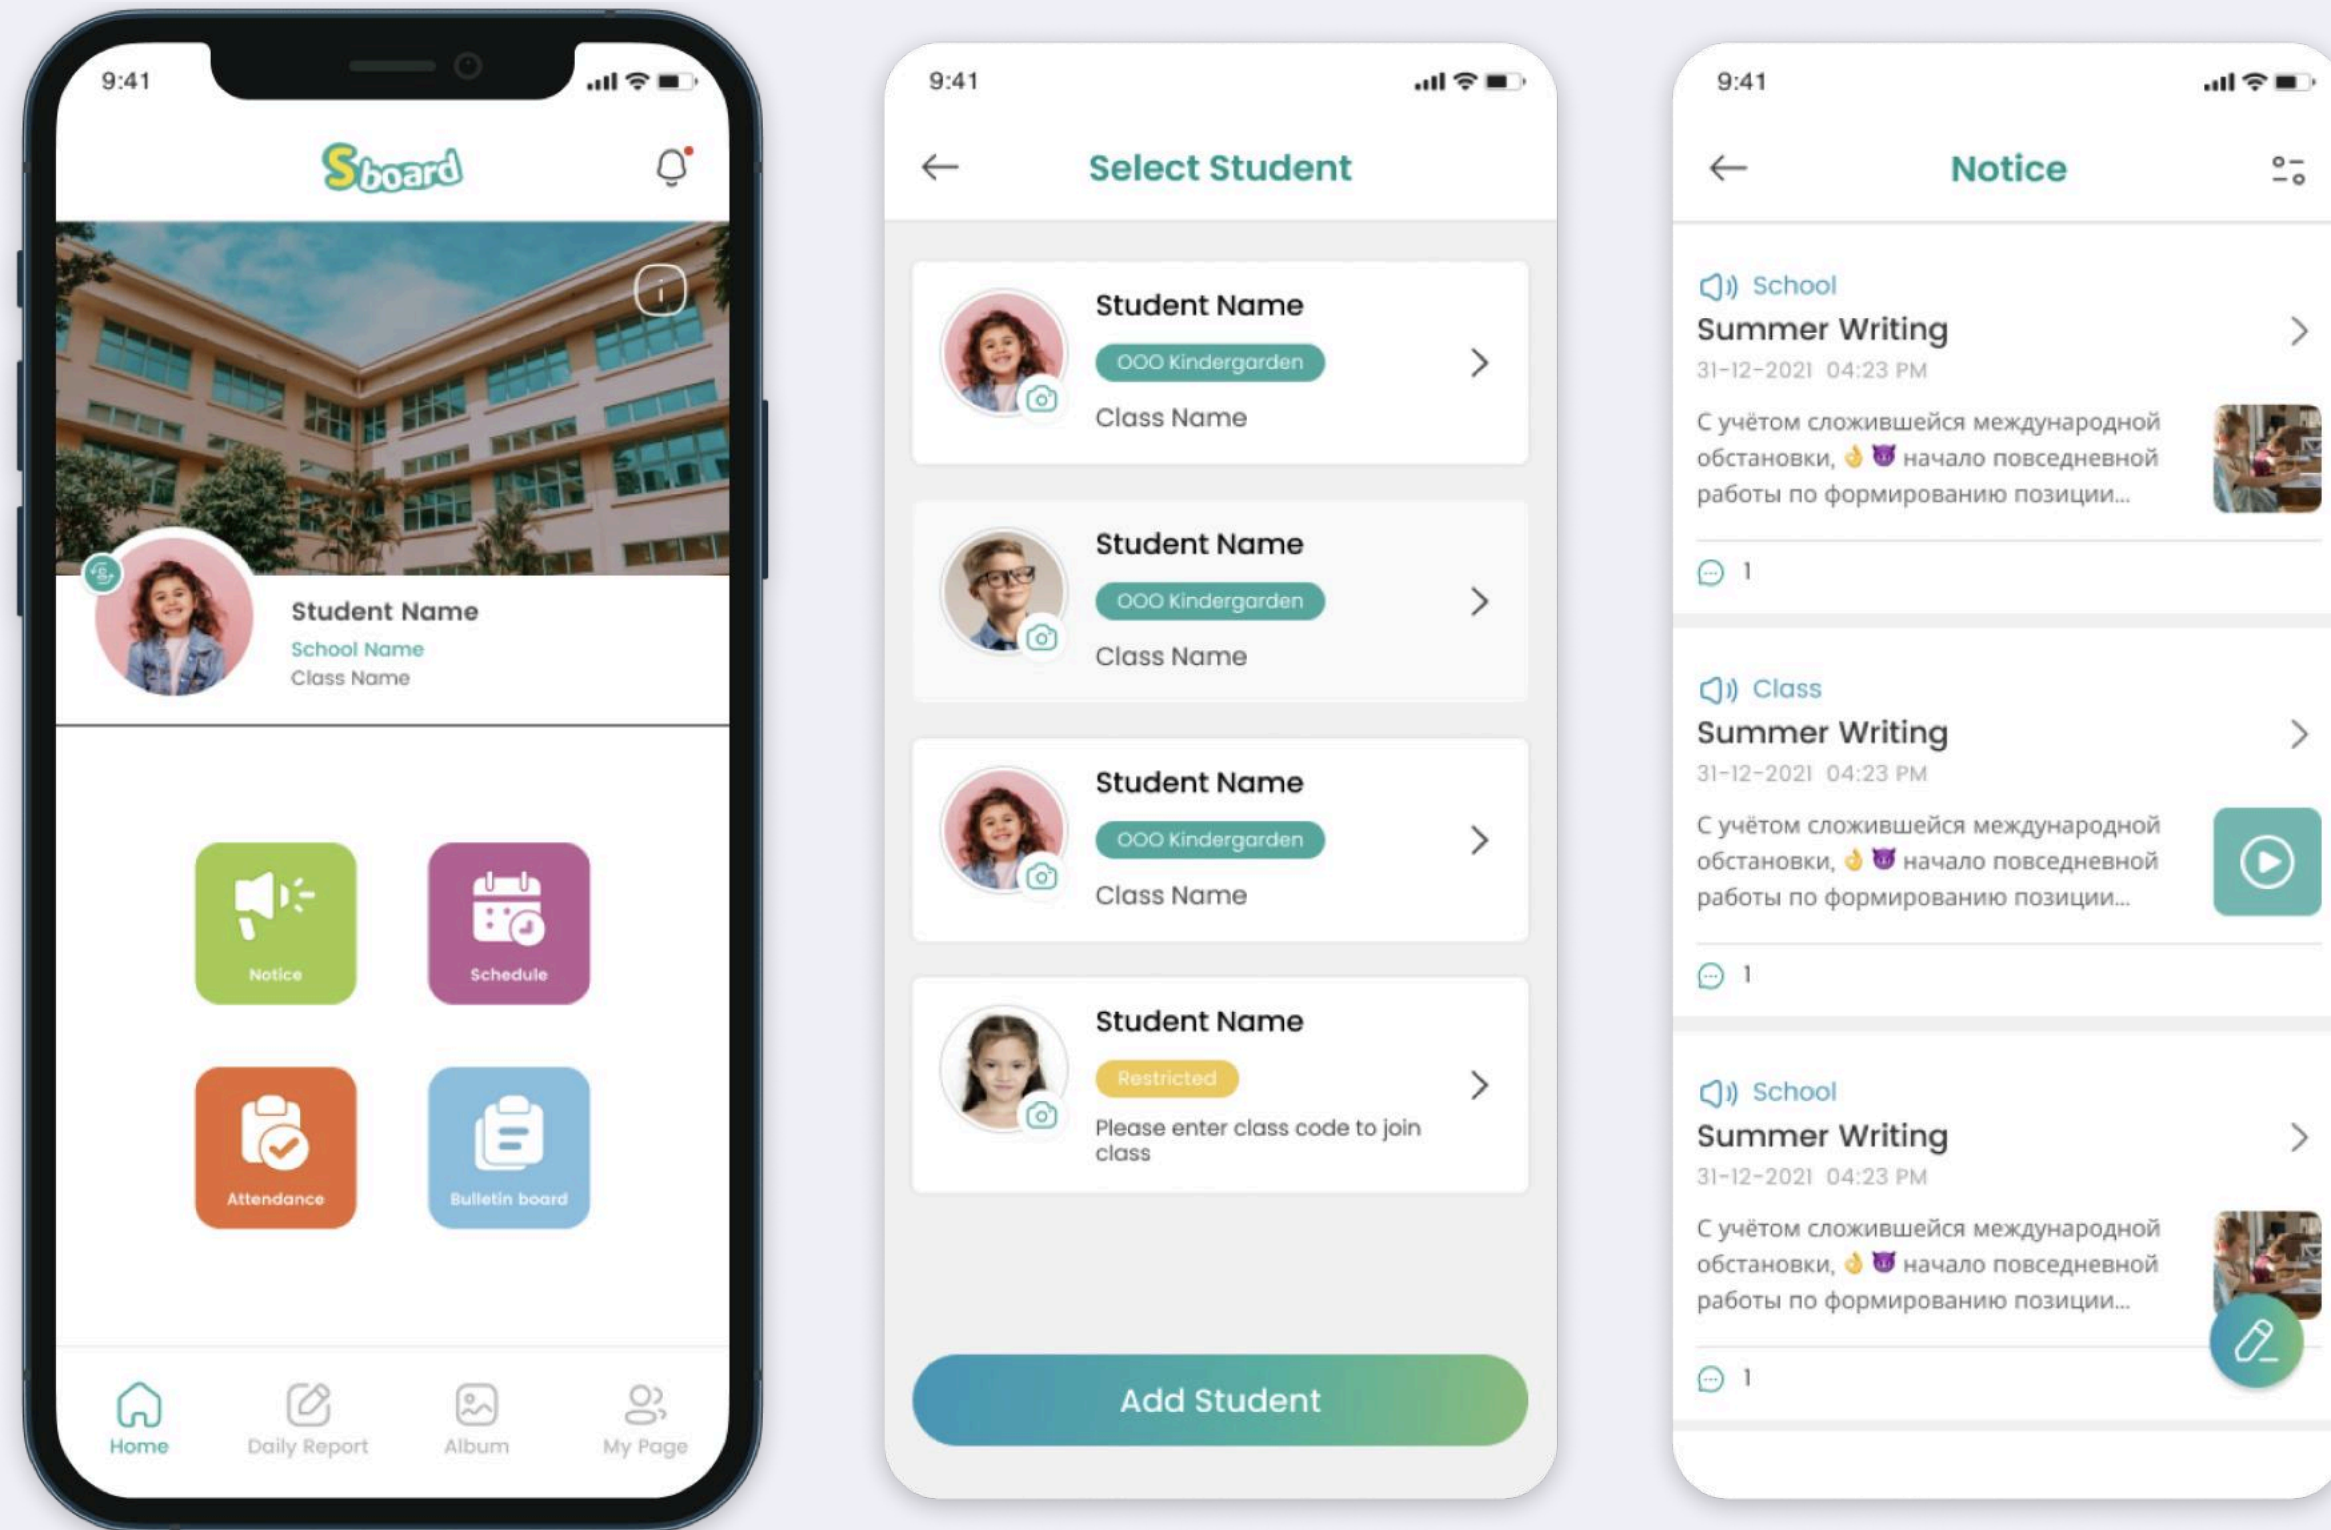 9:41
Sboard
Student Name
School Name
Class Name
Notice
Schedule
Attendance
Bulletin board
Home
Daily Report
Album
My Page
9:41
Select Student
Student Name
OOO Kindergarden
Class Name
Student Name
OOO Kindergarden
Class Name
Student Name
OOO Kindergarden
Class Name
Student Name
Restricted
Please enter class code to join
class
Add Student
9:41
Notice
School
Summer Writing
31-12-2021 04:23 PM
С учётом сложившейся международной
обстановки, 👌 😈 начало повседневной
работы по формированию позиции...
1
Class
Summer Writing
31-12-2021 04:23 PM
С учётом сложившейся международной
обстановки, 👌 😈 начало повседневной
работы по формированию позиции...
1
School
Summer Writing
31-12-2021 04:23 PM
С учётом сложившейся международной
обстановки, 👌 😈 начало повседневной
работы по формированию позиции...
1